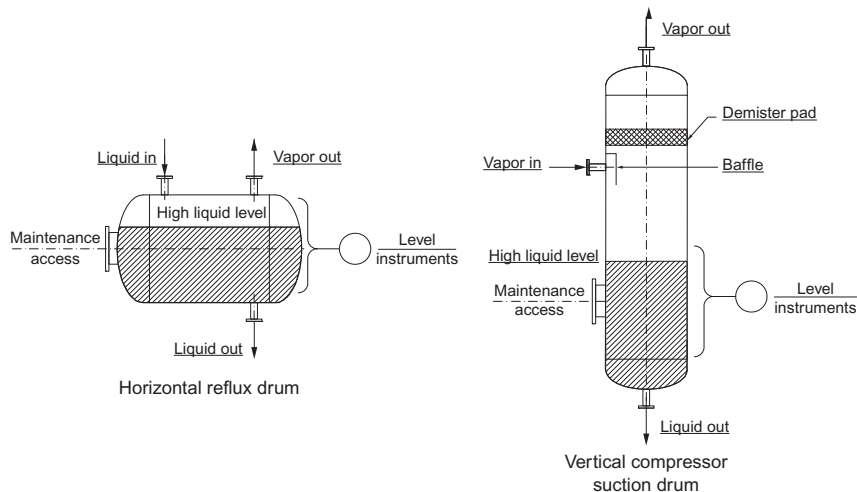 Liquid in
Vapor out
High liquid level
Maintenance
access
Level
instruments
Liquid out
Horizontal reflux drum
Vapor out
Demister pad
Vapor in
Baffle
High liquid level
Maintenance
access
Level
instruments
Liquid out
Vertical compressor
suction drum